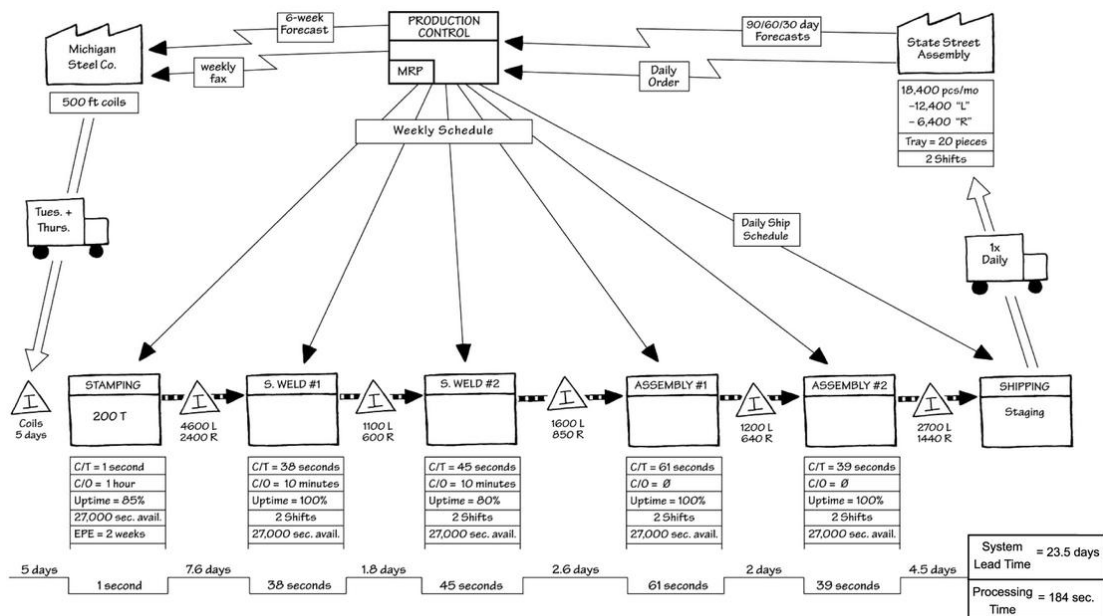 6-week
Forecast
PRODUCTION
CONTROL
90/60/30 day
Forecasts
Michigan
Steel Co.
State Street
Assembly
weekly
fax
MRP
Daily
Order
500 ft coils
18,400 pcs/mo
-12,400 "L"
- 6,400 "R"
Tray = 20 pieces
2 Shifts
Weekly Schedule
Tues. +
Thurs.
Daily Ship
Schedule
1x
Daily
I
Coils
5 days
STAMPING
200 T
I
4600 L
2400 R
S. WELD #1
I
1100 L
600 R
S. WELD #2
I
1600 L
850 R
ASSEMBLY #1
I
1200 L
640 R
ASSEMBLY #2
I
2700 L
1440 R
SHIPPING
Staging
C/T = 1 second
C/O = 1 hour
Uptime = 85%
27,000 sec. avail.
EPE = 2 weeks
C/T = 38 seconds
C/O = 10 minutes
Uptime = 100%
2 Shifts
27,000 sec. avail.
C/T = 45 seconds
C/O = 10 minutes
Uptime = 80%
2 Shifts
27,000 sec. avail.
C/T = 61 seconds
C/O = Ø
Uptime = 100%
2 Shifts
27,000 sec. avail.
C/T = 39 seconds
C/O = Ø
Uptime = 100%
2 Shifts
27,000 sec. avail.
5 days
1 second
7.6 days
38 seconds
1.8 days
45 seconds
2.6 days
61 seconds
2 days
39 seconds
4.5 days
System
Lead Time = 23.5 days
Processing
Time = 184 sec.